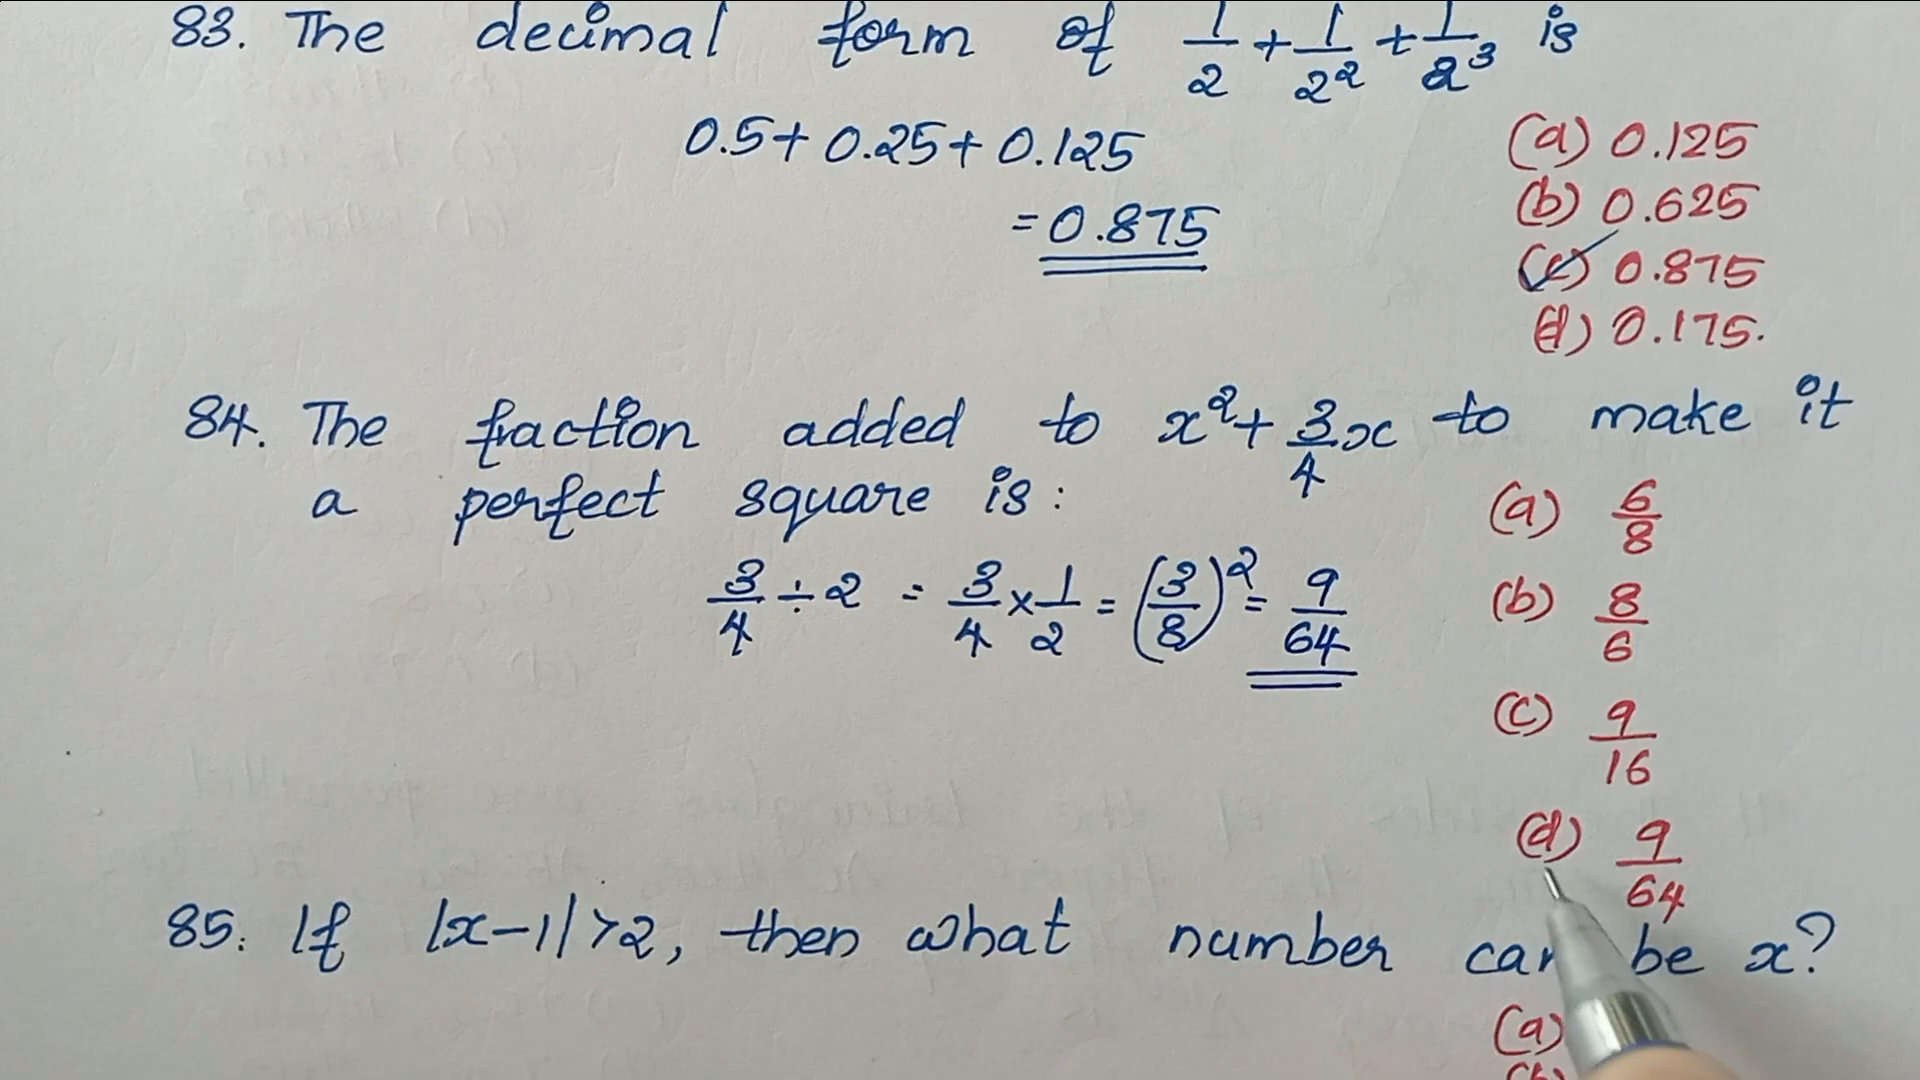 83. The decimal form of 1/2 + 1/2² + 1/2³ is
0.5 + 0.25 + 0.125
= 0.875
(a) 0.125
(b) 0.625
(c) 0.875
(d) 0.175.
84. The fraction added to x² + 3/4 x to make it
a perfect square is:
3/4 ÷ 2 = 3/4 × 1/2 = (3/8)² = 9/64
(a) 6/8
(b) 8/6
(c) 9/16
(d) 9/64
85. If |x-1| > 2, then what number can be x?
(a)